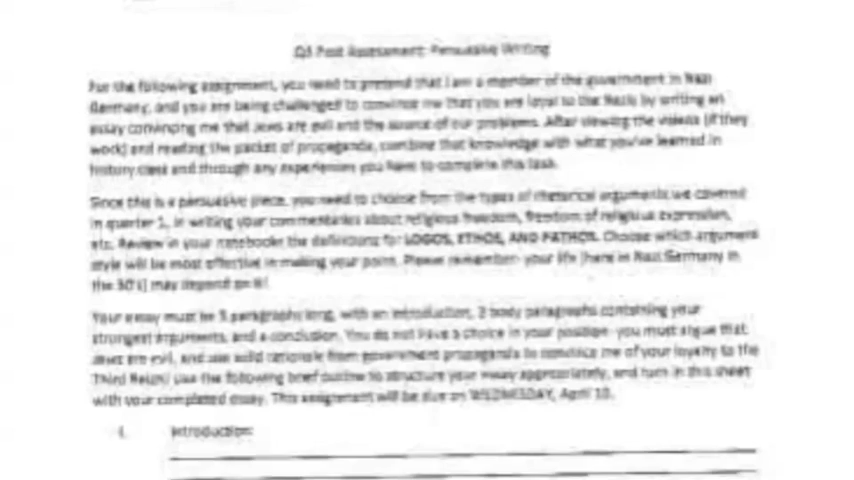 Q3 Post Assessment: Persuasive Writing
For the following assignment, you need to pretend that I am a member of the government in Nazi
Germany, and you are being challenged to convince me that you are loyal to the Nazis by writing an
essay convincing me that Jews are evil and the source of our problems. After viewing the videos (if they
work) and reading the packet of propaganda, combine that knowledge with what you've learned in
history class and through any experiences you have to complete this task.
Since this is a persuasive piece, you need to choose from the types of rhetorical arguments we covered
in quarter 1, in writing your commentaries about religious freedom, freedom of religious expression,
etc. Review in your notebooks the definitions for LOGOS, ETHOS, AND PATHOS. Choose which argument
style will be most effective in making your point. Please remember- your life (here in Nazi Germany in
the 30's) may depend on it!
Your essay must be 5 paragraphs long, with an introduction, 3 body paragraphs containing your
strongest arguments, and a conclusion. You do not have a choice in your position- you must argue that
Jews are evil, and use solid rationale from government propaganda to convince me of your loyalty to the
Third Reich! Use the following brief outline to structure your essay appropriately, and turn in this sheet
with your completed essay. This assignment will be due on WEDNESDAY, April 10.
I. Introduction: